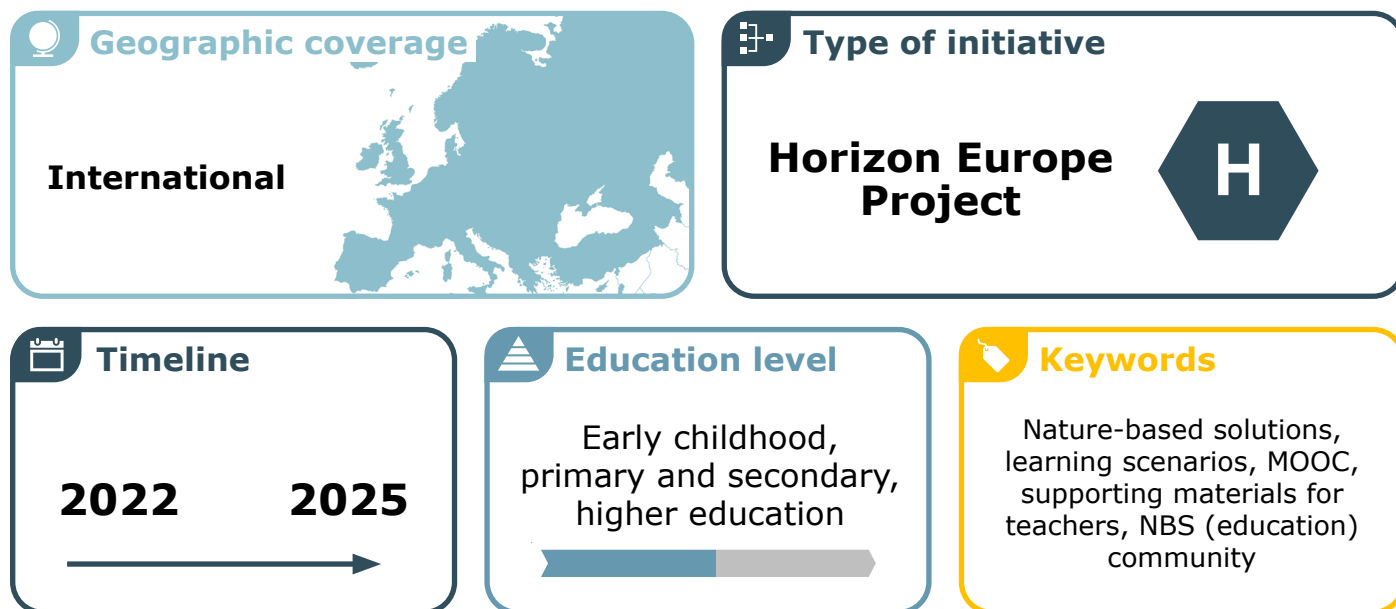 Geographic coverage
International
Type of initiative
Horizon Europe
Project
H
Timeline
2022 2025
Education level
Early childhood,
primary and secondary,
higher education
Keywords
Nature-based solutions,
learning scenarios, MOOC,
supporting materials for
teachers, NBS (education)
community